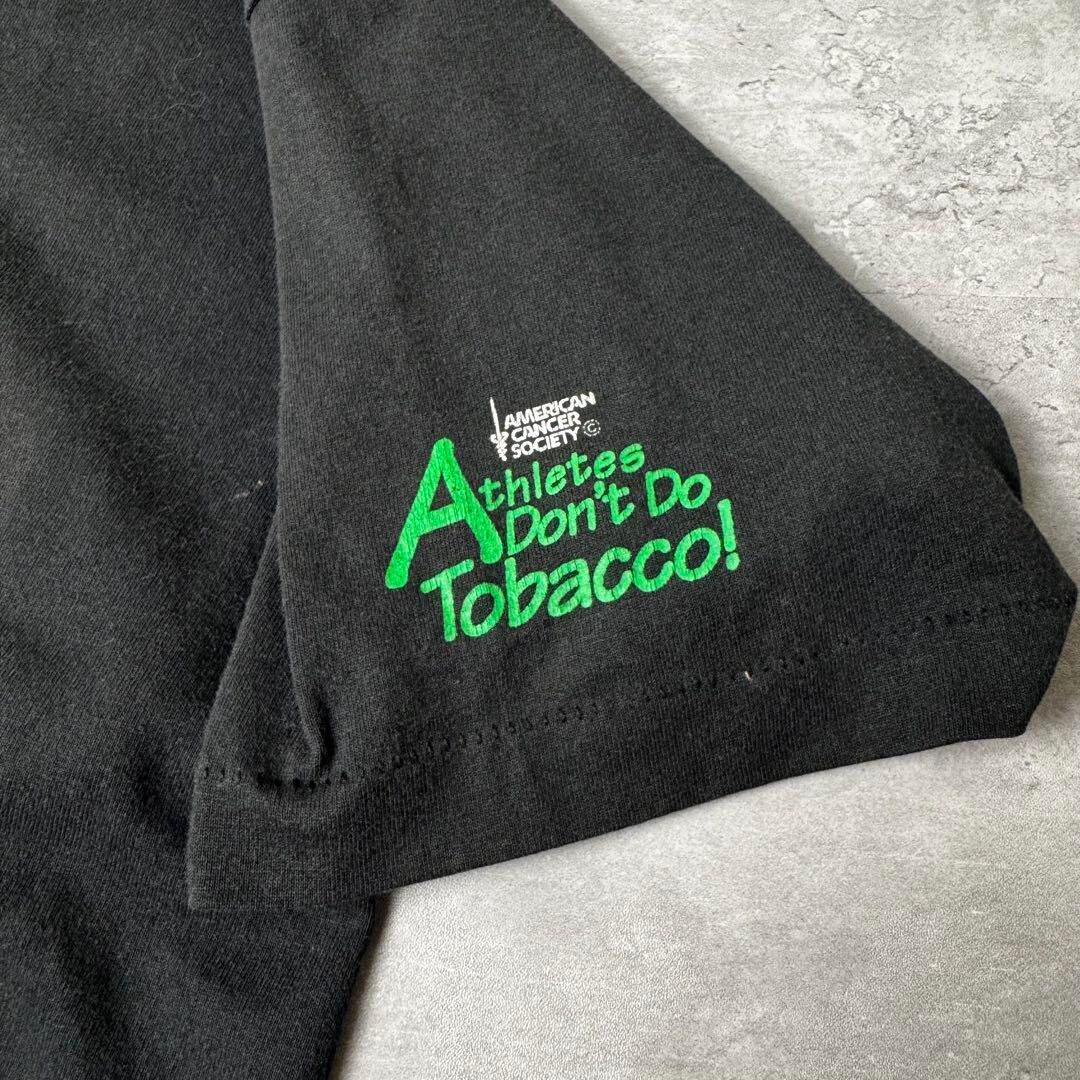 AMERICAN
CANCER
SOCIETY ©
Athletes
Don't Do
Tobacco!